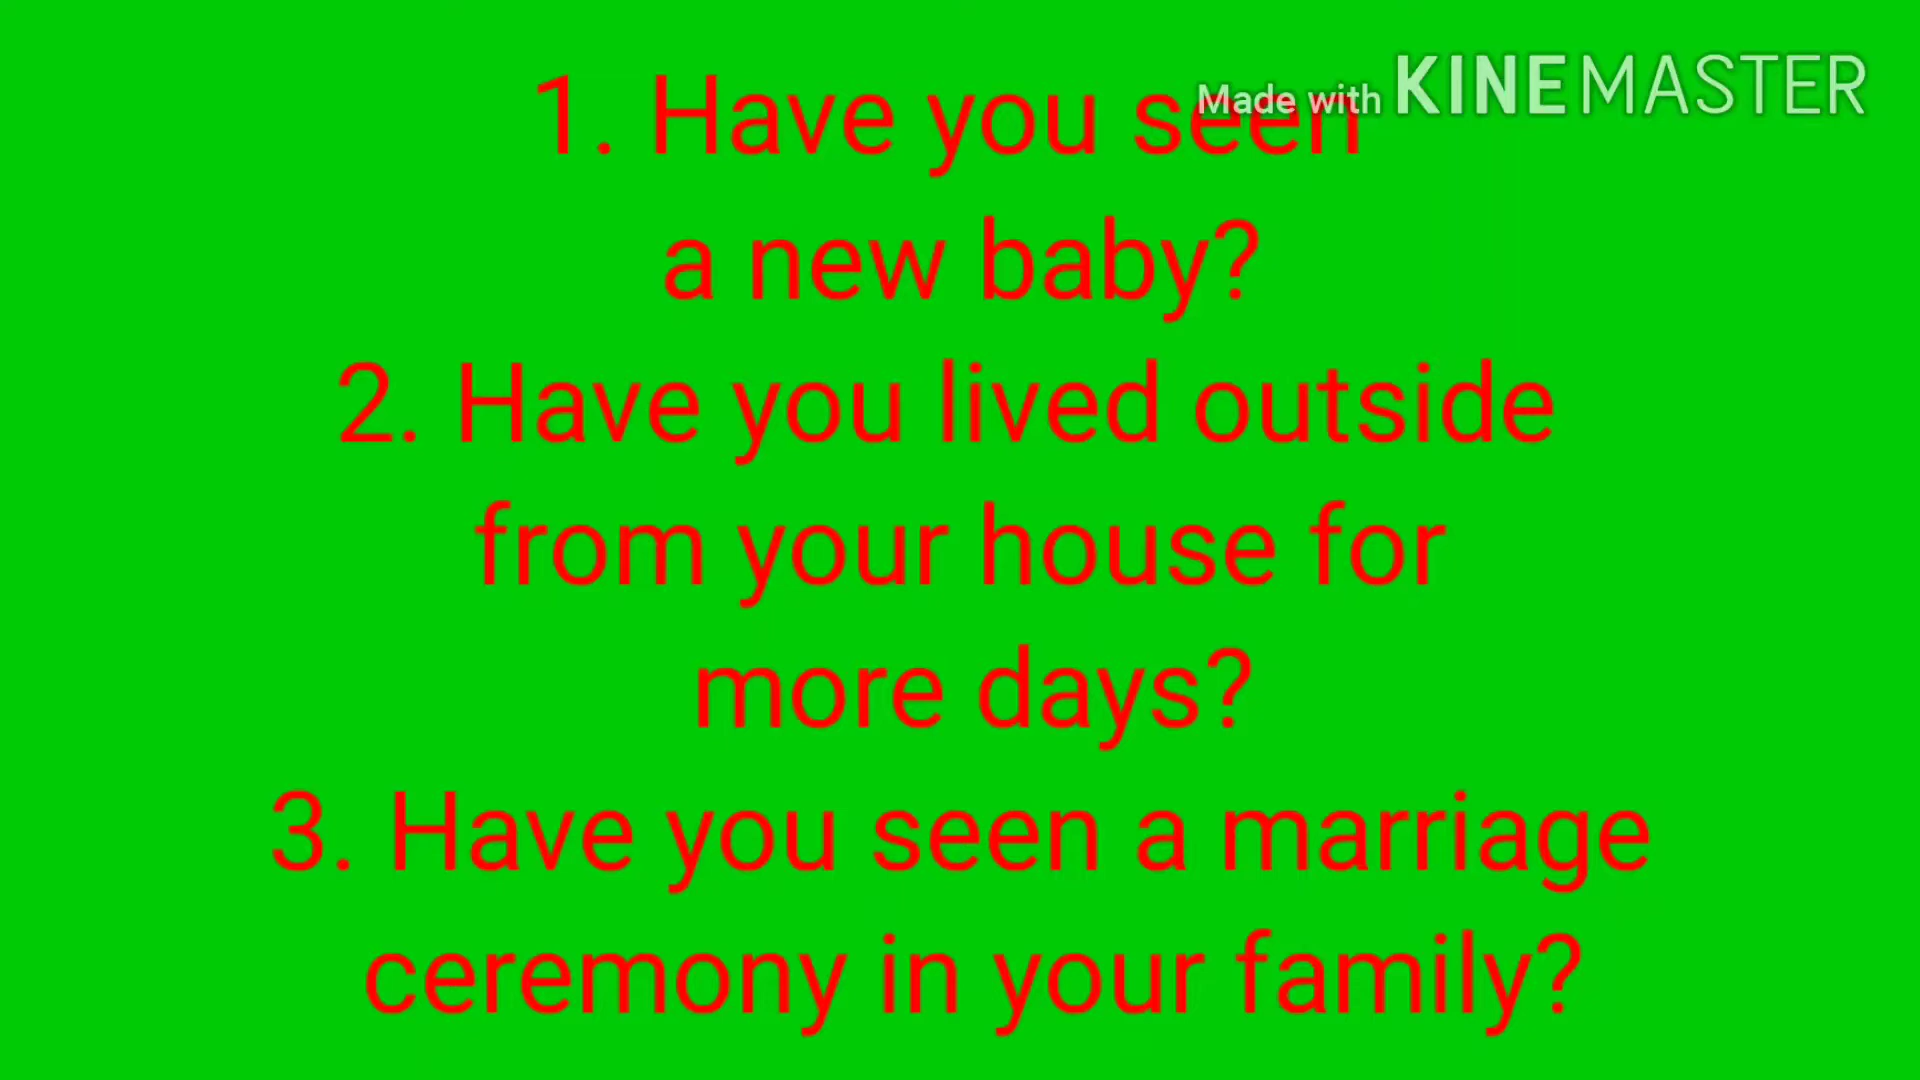 Made with KINEMASTER
1. Have you seen
a new baby?
2. Have you lived outside
from your house for
more days?
3. Have you seen a marriage
ceremony in your family?